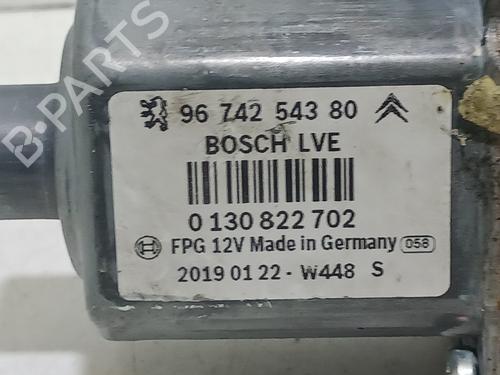 B-PARTS
96 742 543 80
BOSCH LVE
0 130 822 702
FPG 12V Made in Germany 056
2019 01 22 - W448 S